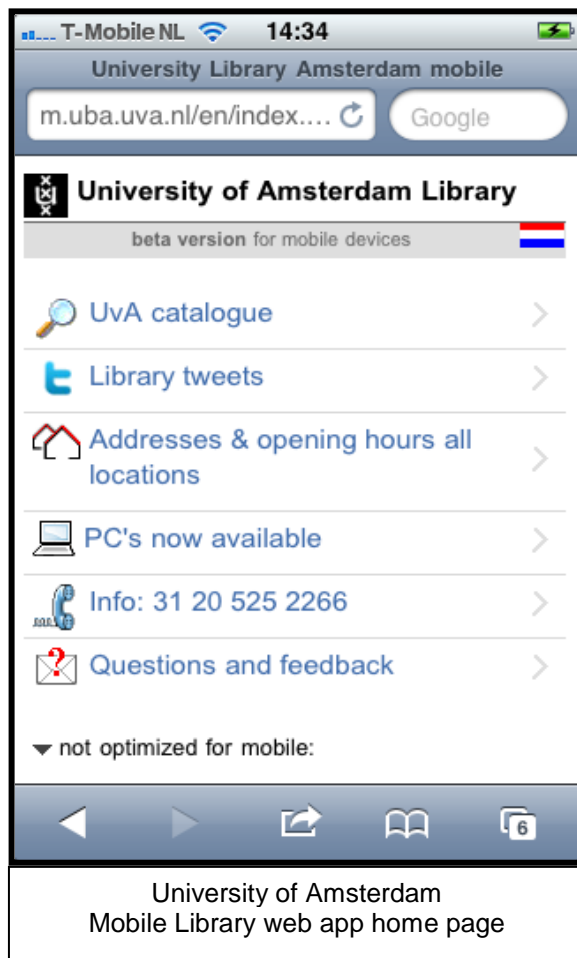 T-Mobile NL 14:34
University Library Amsterdam mobile
m.uba.uva.nl/en/index.... Google
University of Amsterdam Library
beta version for mobile devices
UvA catalogue
Library tweets
Addresses & opening hours all
locations
PC's now available
Info: 31 20 525 2266
Questions and feedback
not optimized for mobile:
6
University of Amsterdam
Mobile Library web app home page